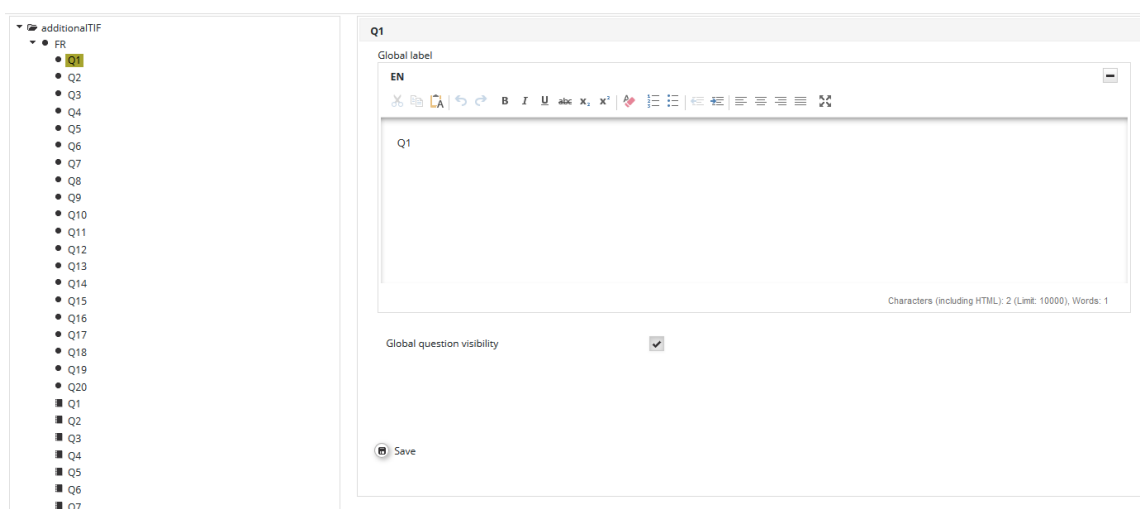 additionalTIF
FR
Q1
Q2
Q3
Q4
Q5
Q6
Q7
Q8
Q9
Q10
Q11
Q12
Q13
Q14
Q15
Q16
Q17
Q18
Q19
Q20
Q1
Q2
Q3
Q4
Q5
Q6
Q7
Q1
Global label
EN
B I U abc x₂ x²
Q1
Characters (including HTML): 2 (Limit: 10000), Words: 1
Global question visibility
Save